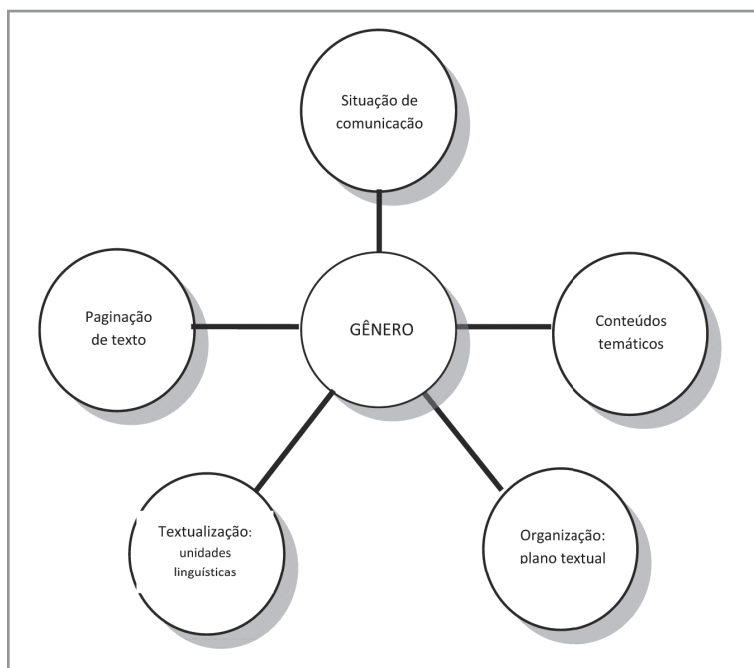 Situação de
comunicação
Paginação
de texto
GÊNERO
Conteúdos
temáticos
Textualização:
unidades
linguísticas
Organização:
plano textual